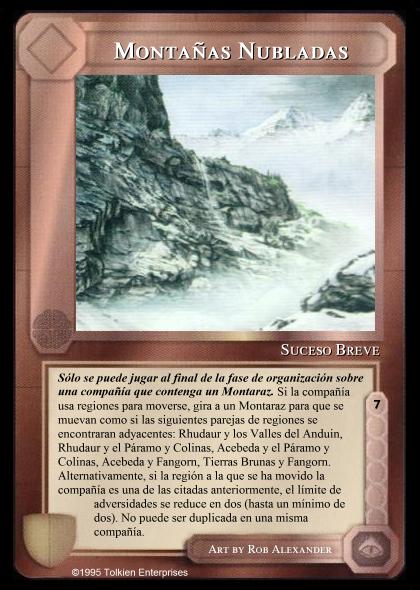 Montañas Nubladas
Suceso Breve
Sólo se puede jugar al final de la fase de organización sobre
una compañía que contenga un Montaraz. Si la compañía
usa regiones para moverse, gira a un Montaraz para que se
muevan como si las siguientes parejas de regiones se
encontraran adyacentes: Rhudaur y los Valles del Anduin,
Rhudaur y el Páramo y Colinas, Acebeda y el Páramo y
Colinas, Acebeda y Fangorn, Tierras Brunas y Fangorn.
Alternativamente, si la región a la que se ha movido la
compañía es una de las citadas anteriormente, el límite de
adversidades se reduce en dos (hasta un mínimo de
dos). No puede ser duplicada en una misma
compañía.
7
Art by Rob Alexander
©1995 Tolkien Enterprises